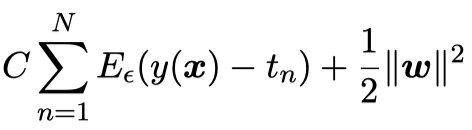 $C \sum_{n=1}^{N} E_{\epsilon}(y(\boldsymbol{x}) - t_n) + \frac{1}{2} \|\boldsymbol{w}\|^2$